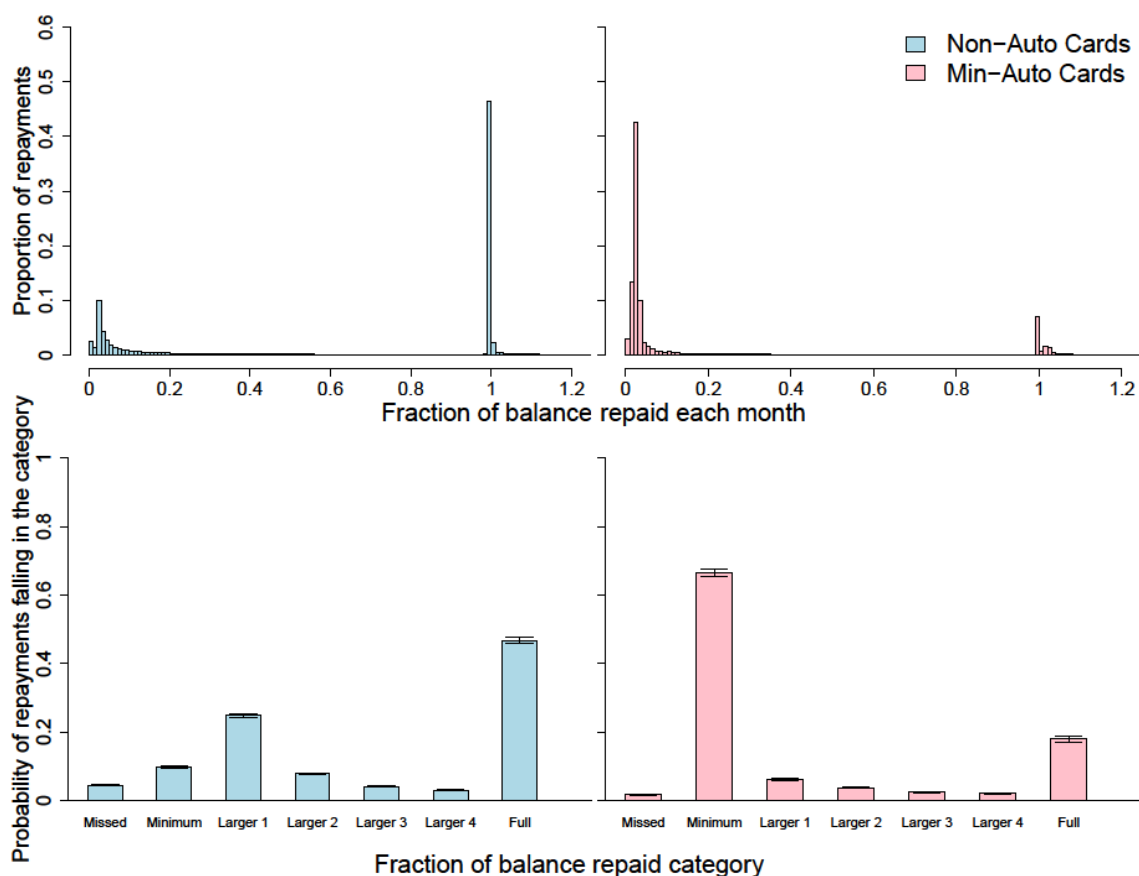 Proportion of repayments
0.6
0.5
0.4
0.3
0.2
0.1
0
Non−Auto Cards
Min−Auto Cards
0 0.2 0.4 0.6 0.8 1 1.2
0 0.2 0.4 0.6 0.8 1 1.2
Fraction of balance repaid each month
Probability of repayments falling in the category
1
0.8
0.6
0.4
0.2
0
Missed Minimum Larger 1 Larger 2 Larger 3 Larger 4 Full
Missed Minimum Larger 1 Larger 2 Larger 3 Larger 4 Full
Fraction of balance repaid category